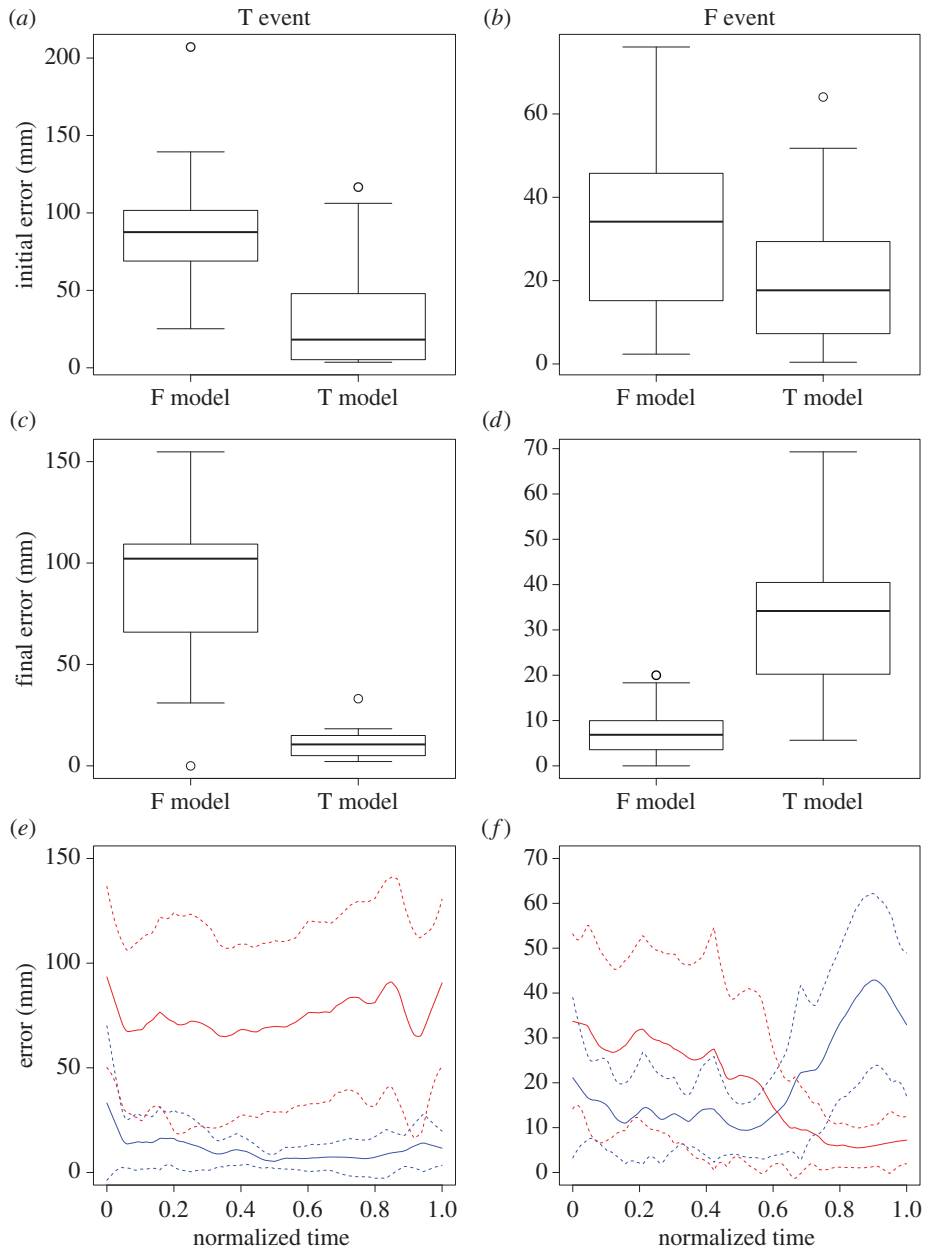 (a) T event
(b) F event
200
150
100
50
0
initial error (mm)
F model T model
60
40
20
0
F model T model
(c)
150
100
50
0
final error (mm)
F model T model
(d)
70
60
50
40
30
20
10
0
F model T model
(e)
150
100
50
0
error (mm)
0 0.2 0.4 0.6 0.8 1.0
normalized time
(f)
70
60
50
40
30
20
10
0
0 0.2 0.4 0.6 0.8 1.0
normalized time